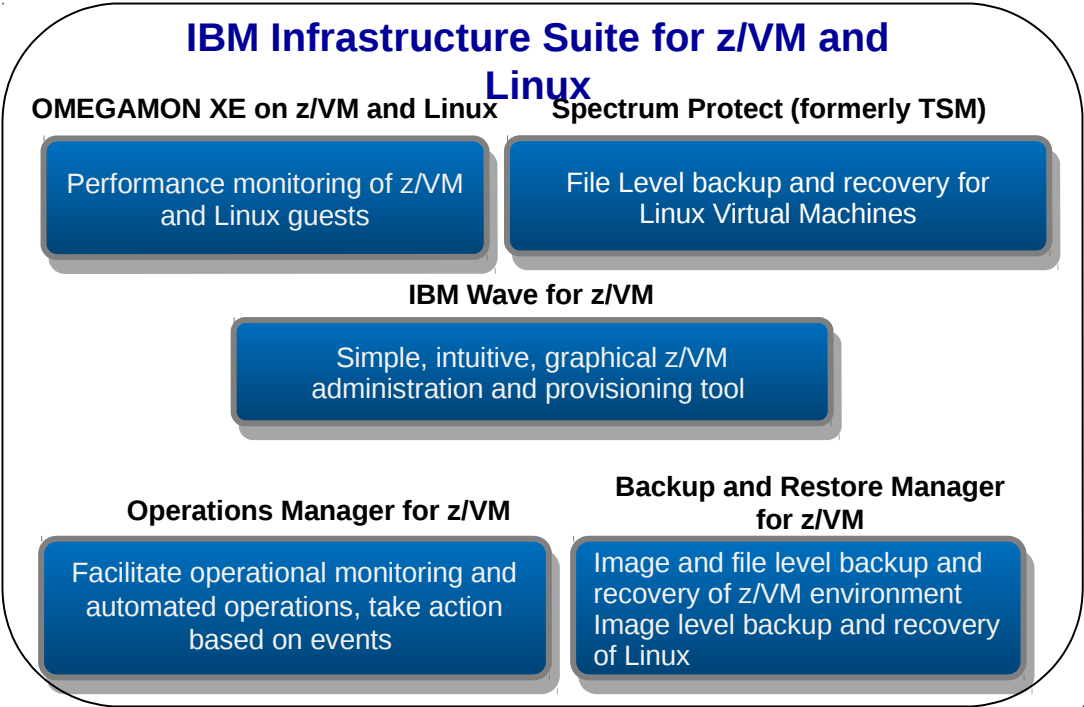 IBM Infrastructure Suite for z/VM and
Linux
OMEGAMON XE on z/VM and Linux
Performance monitoring of z/VM
and Linux guests
Spectrum Protect (formerly TSM)
File Level backup and recovery for
Linux Virtual Machines
IBM Wave for z/VM
Simple, intuitive, graphical z/VM
administration and provisioning tool
Operations Manager for z/VM
Facilitate operational monitoring and
automated operations, take action
based on events
Backup and Restore Manager
for z/VM
Image and file level backup and
recovery of z/VM environment
Image level backup and recovery
of Linux